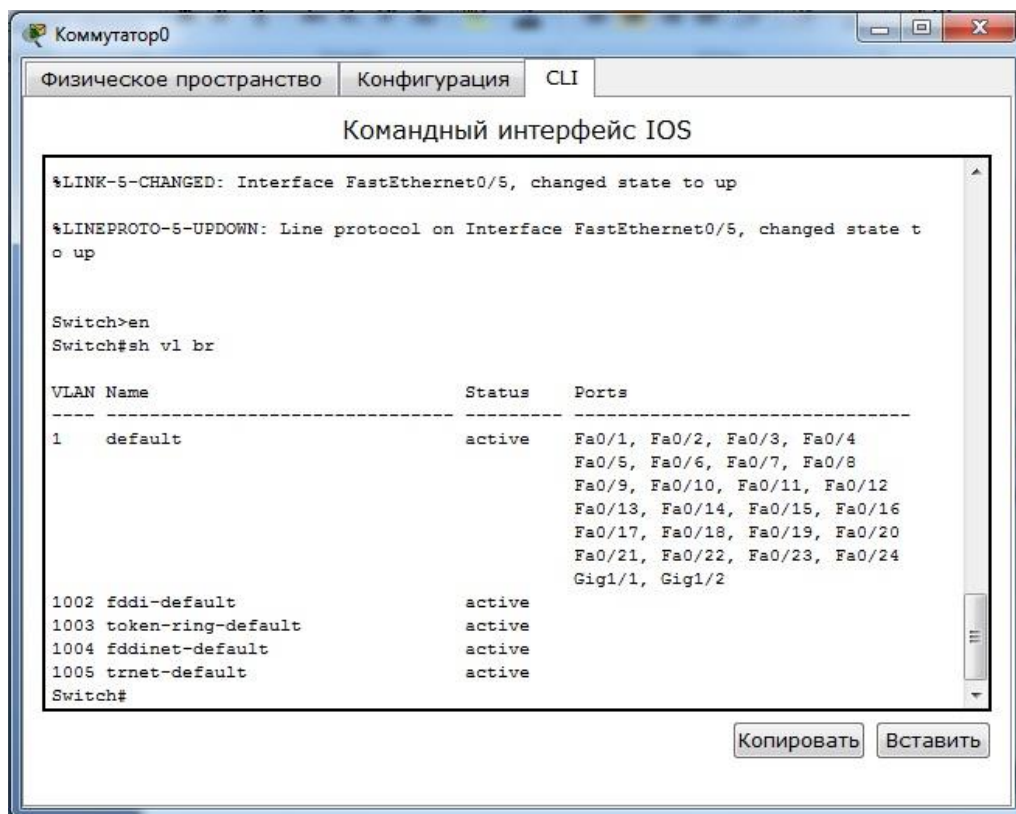 Коммутатор0
Физическое пространство Конфигурация CLI
Командный интерфейс IOS
%LINK-5-CHANGED: Interface FastEthernet0/5, changed state to up
%LINEPROTO-5-UPDOWN: Line protocol on Interface FastEthernet0/5, changed state t
o up
Switch>en
Switch#sh vl br
VLAN Name Status Ports
---- -------------------------------- --------- -------------------------------
1 default active Fa0/1, Fa0/2, Fa0/3, Fa0/4
Fa0/5, Fa0/6, Fa0/7, Fa0/8
Fa0/9, Fa0/10, Fa0/11, Fa0/12
Fa0/13, Fa0/14, Fa0/15, Fa0/16
Fa0/17, Fa0/18, Fa0/19, Fa0/20
Fa0/21, Fa0/22, Fa0/23, Fa0/24
Gig1/1, Gig1/2
1002 fddi-default active
1003 token-ring-default active
1004 fddinet-default active
1005 trnet-default active
Switch#
Копировать Вставить